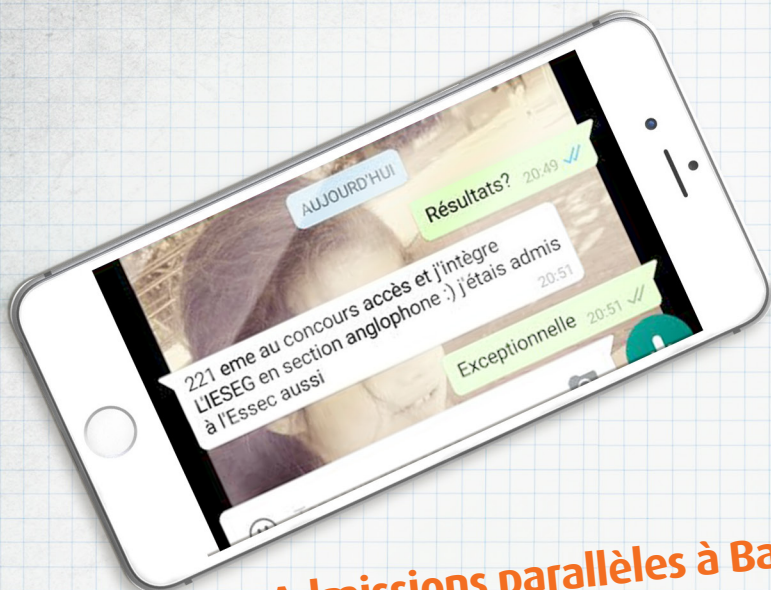 AUJOURD'HUI
Résultats? 20:49
221 eme au concours accès et j'intègre
L'IESEG en section anglophone :) j'étais admis
à l'Essec aussi
20:51
Exceptionnelle 20:51
Admissions parallèles à Ba